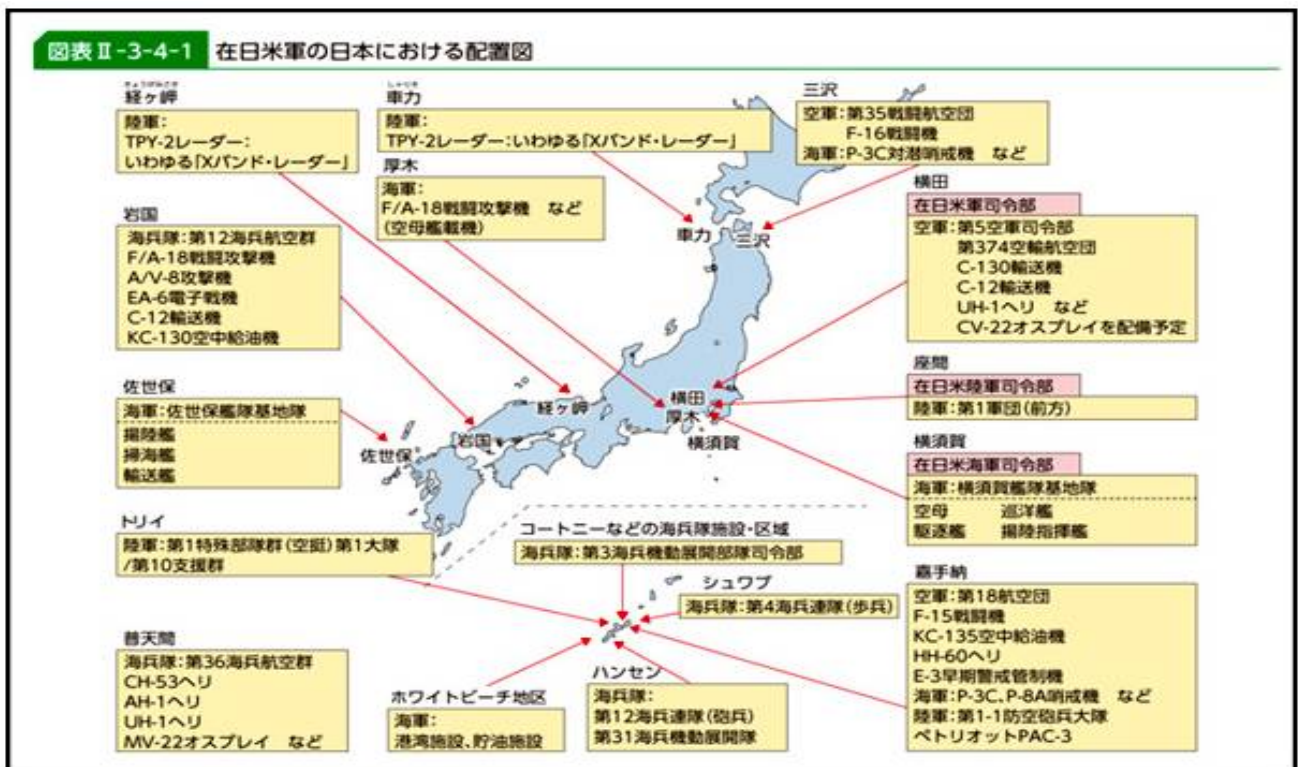 図表Ⅱ-3-4-1 在日米軍の日本における配置図
きょうがみさき
経ヶ岬
陸軍:
TPY-2レーダー:
いわゆる「Xバンド・レーダー」
しゃりき
車力
陸軍:
TPY-2レーダー:いわゆる「Xバンド・レーダー」
三沢
空軍:第35戦闘航空団
F-16戦闘機
海軍:P-3C対潜哨戒機 など
厚木
海軍:
F/A-18戦闘攻撃機 など
(空母艦載機)
横田
在日米軍司令部
空軍:第5空軍司令部
第374空輸航空団
C-130輸送機
C-12輸送機
UH-1ヘリ など
CV-22オスプレイを配備予定
岩国
海兵隊:第12海兵航空群
F/A-18戦闘攻撃機
A/V-8攻撃機
EA-6電子戦機
C-12輸送機
KC-130空中給油機
車力
三沢
座間
在日米陸軍司令部
陸軍:第1軍団(前方)
佐世保
海軍:佐世保艦隊基地隊
揚陸艦
掃海艦
輸送艦
経ヶ岬
横田
厚木
横須賀
岩国
佐世保
横須賀
在日米海軍司令部
海軍:横須賀艦隊基地隊
空母 巡洋艦
駆逐艦 揚陸指揮艦
トリイ
陸軍:第1特殊部隊群(空挺)第1大隊
/第10支援群
コートニーなどの海兵隊施設・区域
海兵隊:第3海兵機動展開部隊司令部
シュワブ
海兵隊:第4海兵連隊(歩兵)
嘉手納
空軍:第18航空団
F-15戦闘機
KC-135空中給油機
HH-60ヘリ
E-3早期警戒管制機
海軍:P-3C、P-8A哨戒機 など
陸軍:第1-1防空砲兵大隊
ペトリオットPAC-3
普天間
海兵隊:第36海兵航空群
CH-53ヘリ
AH-1ヘリ
UH-1ヘリ
MV-22オスプレイ など
ホワイトビーチ地区
海軍:
港湾施設、貯油施設
ハンセン
海兵隊:
第12海兵連隊(砲兵)
第31海兵機動展開隊